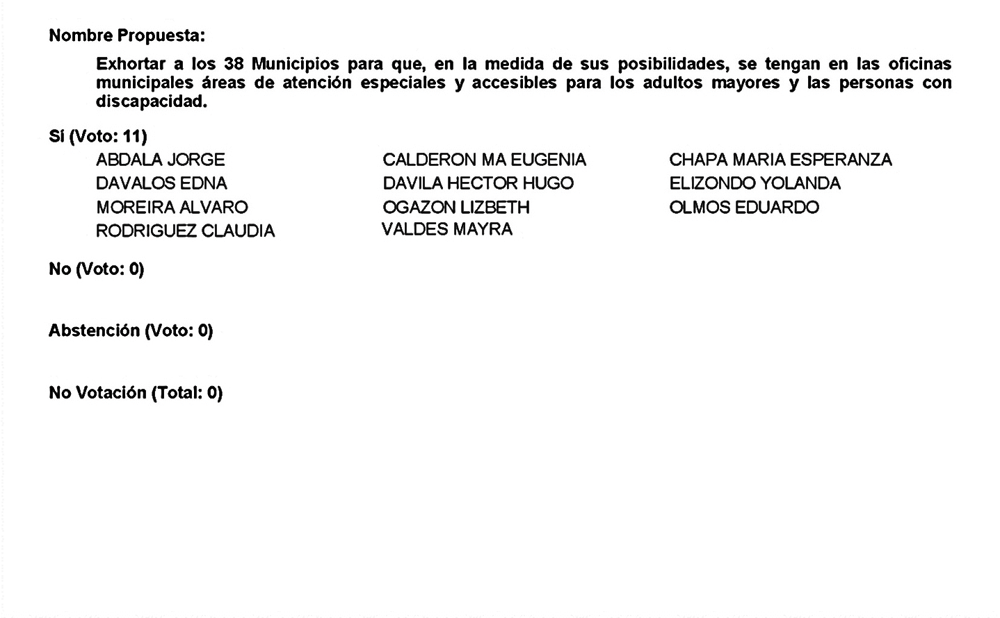 Nombre Propuesta:
Exhortar a los 38 Municipios para que, en la medida de sus posibilidades, se tengan en las oficinas
municipales áreas de atención especiales y accesibles para los adultos mayores y las personas con
discapacidad.
Sí (Voto: 11)
ABDALA JORGE CALDERON MA EUGENIA CHAPA MARIA ESPERANZA
DAVALOS EDNA DAVILA HECTOR HUGO ELIZONDO YOLANDA
MOREIRA ALVARO OGAZON LIZBETH OLMOS EDUARDO
RODRIGUEZ CLAUDIA VALDES MAYRA
No (Voto: 0)
Abstención (Voto: 0)
No Votación (Total: 0)